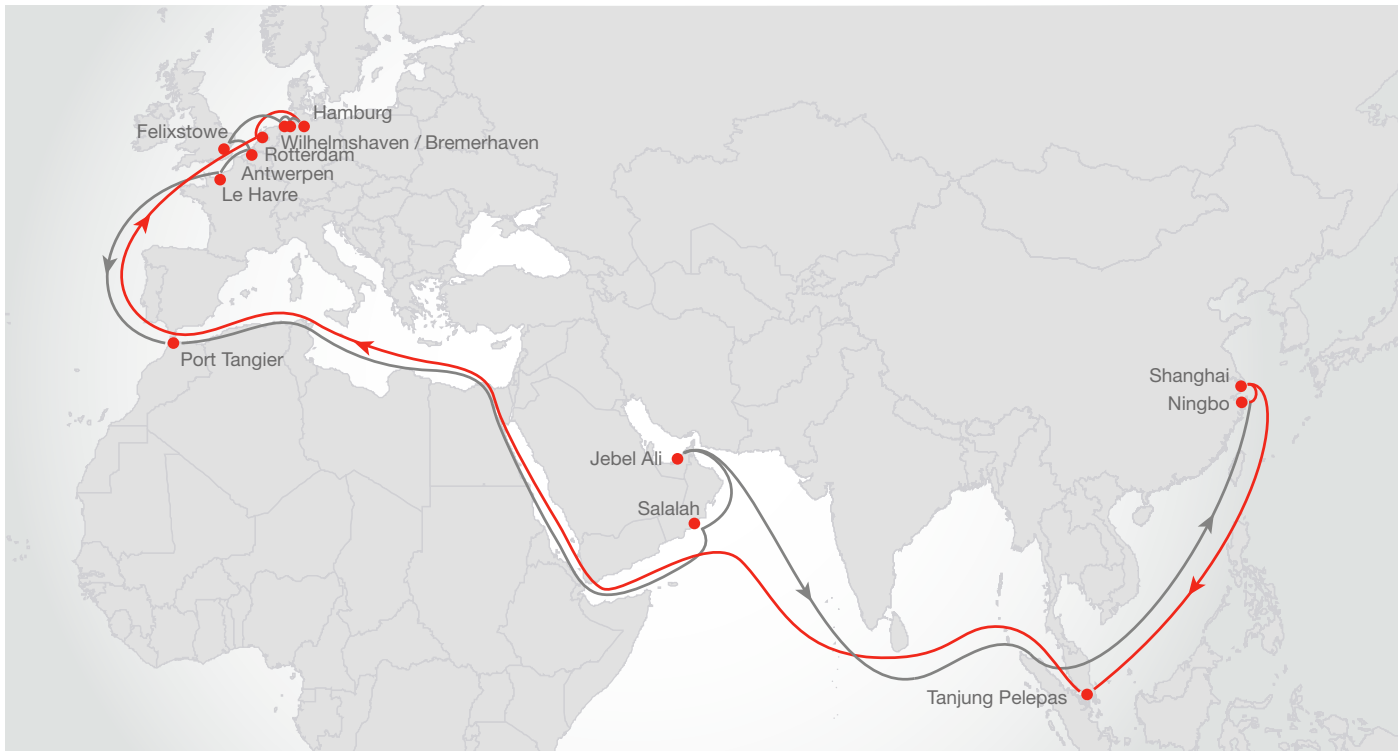 Hamburg
Felixstowe
Wilhelmshaven / Bremerhaven
Rotterdam
Antwerpen
Le Havre
Port Tangier
Shanghai
Ningbo
Jebel Ali
Salalah
Tanjung Pelepas